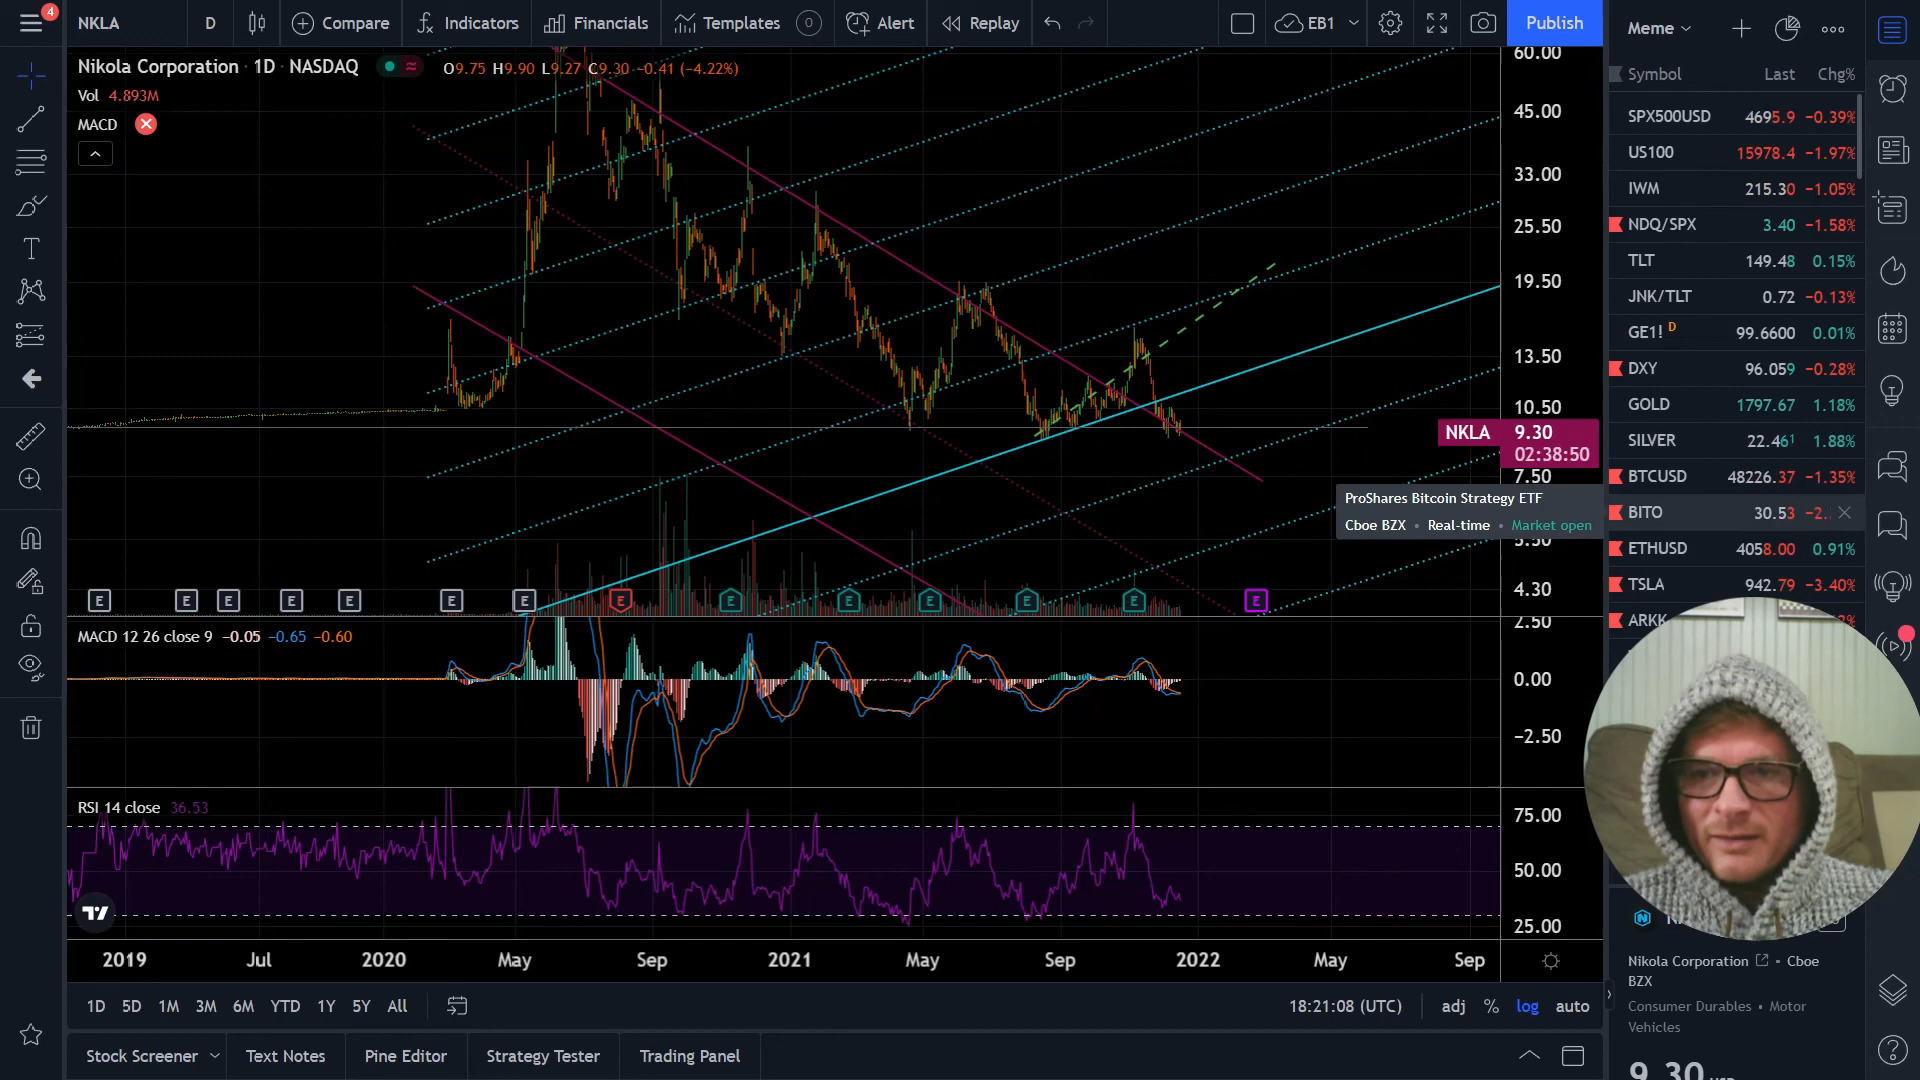 4
NKLA
D
Compare
Indicators
Financials
Templates
Alert
Replay
EB1
Publish
Meme
Nikola Corporation · 1D · NASDAQ
O9.75 H9.90 L9.27 C9.30 −0.41 (−4.22%)
Vol 4.893M
MACD
60.00
45.00
33.00
25.50
19.50
13.50
10.50
NKLA 9.30
02:38:50
7.50
ProShares Bitcoin Strategy ETF
Cboe BZX • Real-time • Market open
5.50
4.30
E E E E E E E E E E E E E E
MACD 12 26 close 9 −0.05 −0.65 −0.60
2.50
0.00
−2.50
RSI 14 close 36.53
75.00
50.00
25.00
2019 Jul 2020 May Sep 2021 May Sep 2022 May Sep
1D 5D 1M 3M 6M YTD 1Y 5Y All
18:21:08 (UTC) adj % log auto
Stock Screener Text Notes Pine Editor Strategy Tester Trading Panel
Symbol Last Chg%
SPX500USD 4695.9 −0.39%
US100 15978.4 −1.97%
IWM 215.30 −1.05%
NDQ/SPX 3.40 −1.58%
TLT 149.48 0.15%
JNK/TLT 0.72 −0.13%
GE1! D 99.6600 0.01%
DXY 96.059 −0.28%
GOLD 1797.67 1.18%
SILVER 22.461 1.88%
BTCUSD 48226.37 −1.35%
BITO 30.53 −2.
ETHUSD 4058.00 0.91%
TSLA 942.79 −3.40%
ARKK
Nikola Corporation • Cboe
BZX
Consumer Durables • Motor
Vehicles
9.30